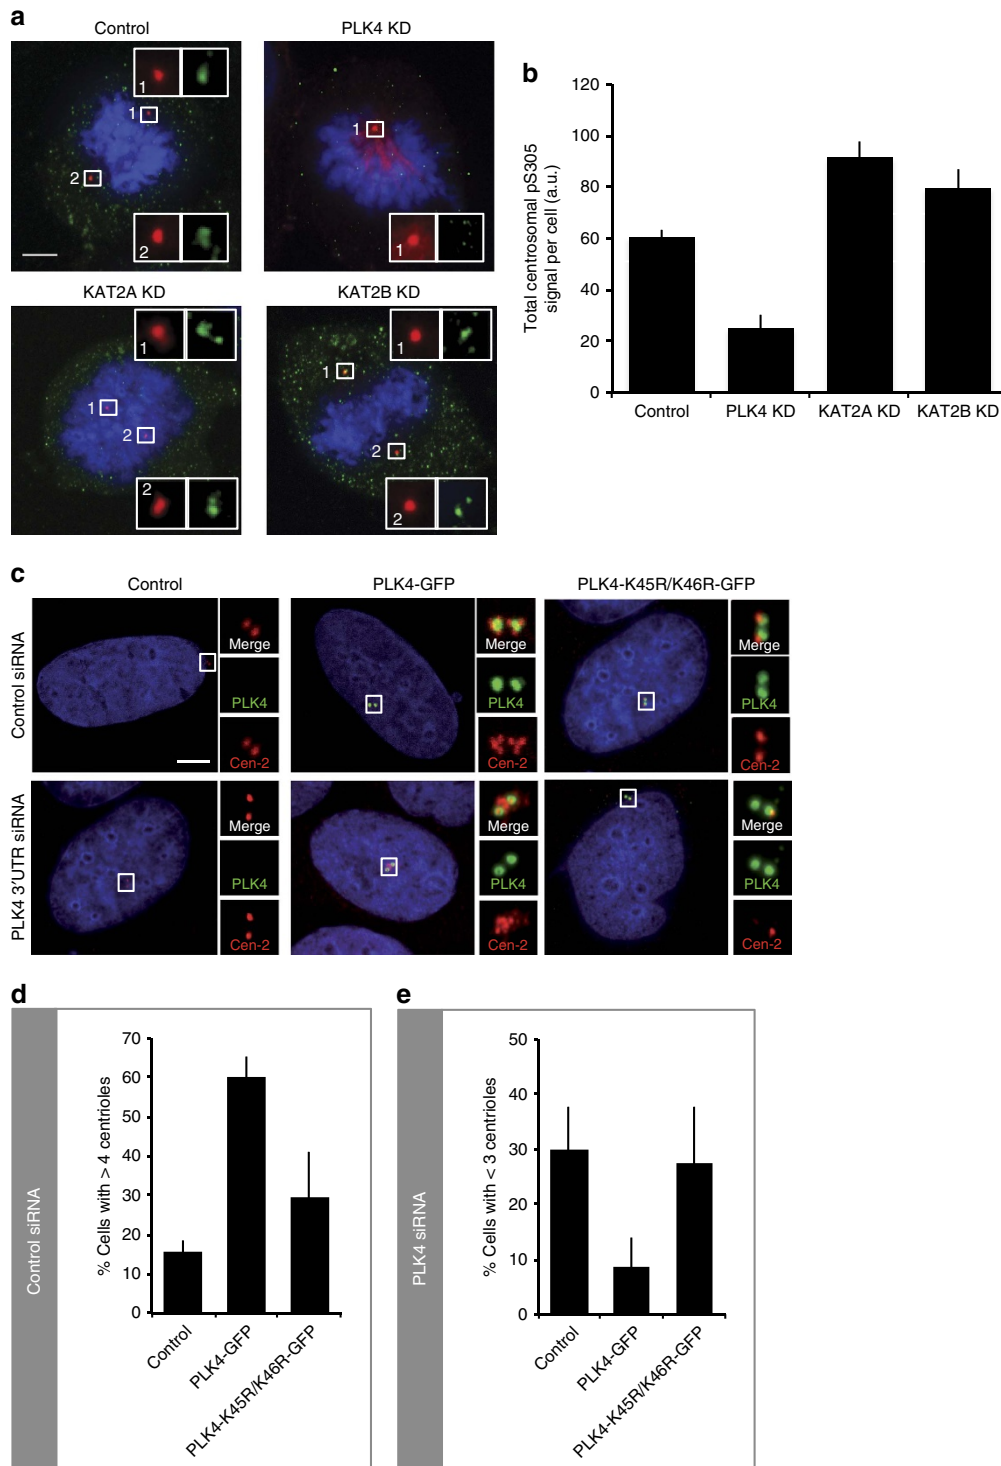 a
Control
PLK4 KD
1
2
1
2
1
1
KAT2A KD
KAT2B KD
1
2
1
2
1
2
1
2
b
Total centrosomal pS305
signal per cell (a.u.)
120
100
80
60
40
20
0
Control
PLK4 KD
KAT2A KD
KAT2B KD
c
Control
PLK4-GFP
PLK4-K45R/K46R-GFP
Control siRNA
Merge
PLK4
Cen-2
Merge
PLK4
Cen-2
Merge
PLK4
Cen-2
PLK4 3′UTR siRNA
Merge
PLK4
Cen-2
Merge
PLK4
Cen-2
Merge
PLK4
Cen-2
d
Control siRNA
% Cells with > 4 centrioles
70
60
50
40
30
20
10
0
Control
PLK4-GFP
PLK4-K45R/K46R-GFP
e
PLK4 siRNA
% Cells with < 3 centrioles
50
40
30
20
10
0
Control
PLK4-GFP
PLK4-K45R/K46R-GFP